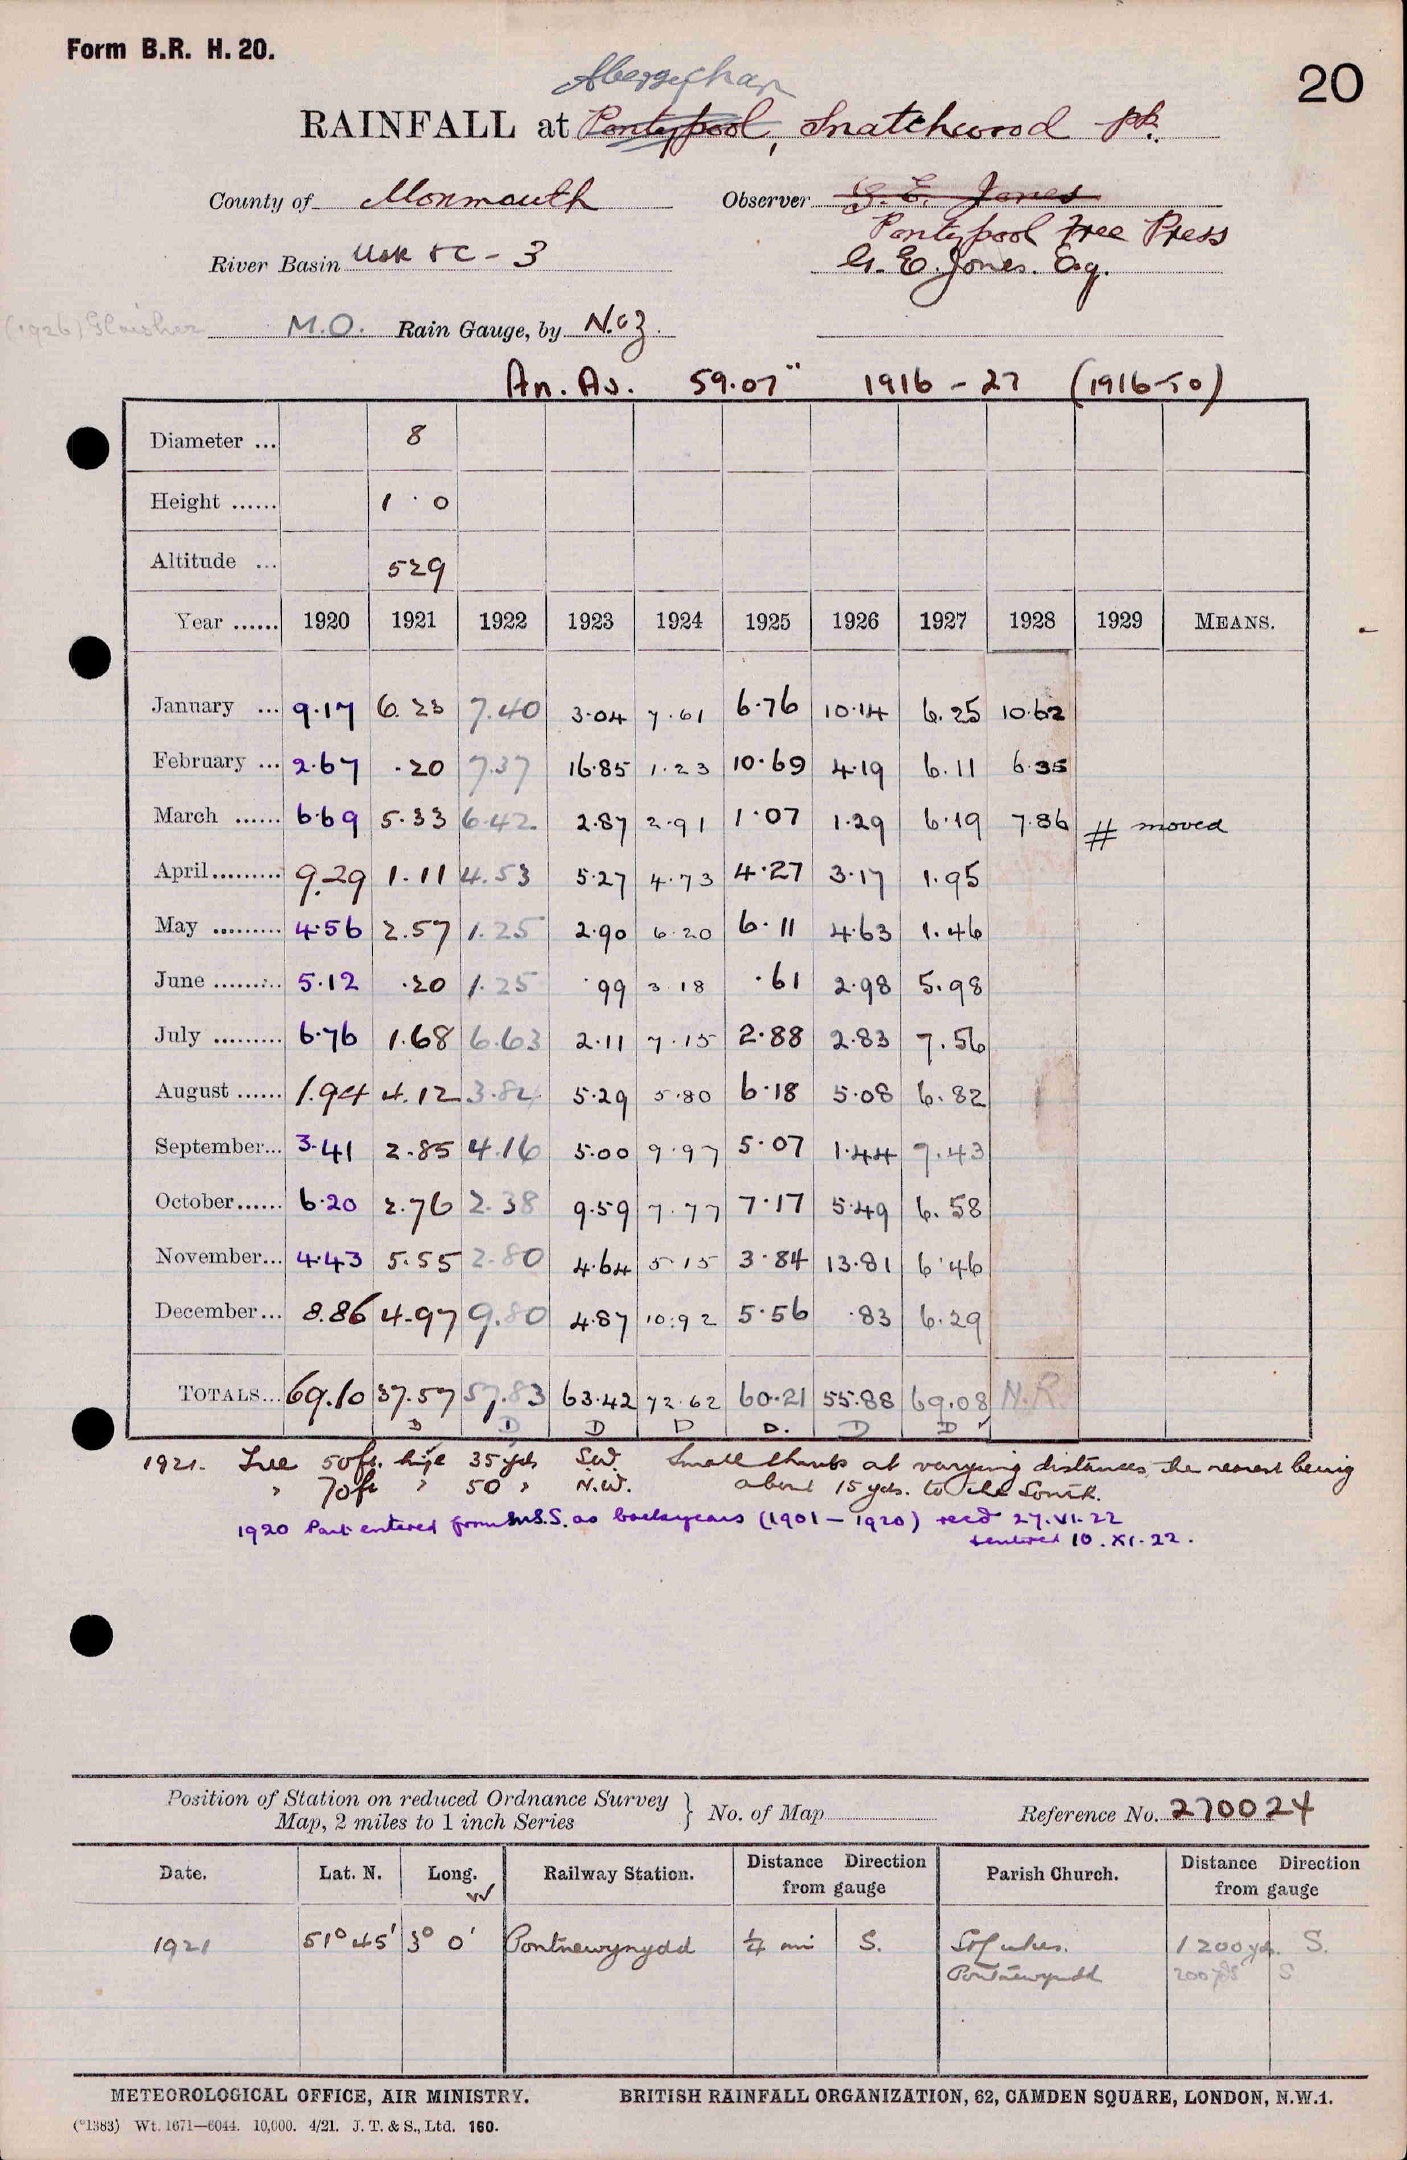 Form B.R. H. 20.
20
Abersychan
RAINFALL at Pontypool, Snatchwood Pk.
County of Monmouth Observer G. E. Jones
Pontypool Free Press
River Basin Usk &c - 3 G. E. Jones. Esq.
(1926) Glaisher M.O. Rain Gauge, by N. & Z.
An. Av. 59.07" 1916 - 27 (1916-50)
Diameter ... 8
Height ...... 1 · 0
Altitude ... 529
Year ...... 1920 1921 1922 1923 1924 1925 1926 1927 1928 1929 MEANS.
January ... 9.17 6.23 7.40 3.04 7.61 6.76 10.14 6.25 10.62
February ... 2.67 .20 7.37 16.85 1.23 10.69 4.19 6.11 6.35
March ...... 6.69 5.33 6.42 2.87 2.91 1.07 1.29 6.19 7.86 # moved
April......... 9.29 1.11 4.53 5.27 4.73 4.27 3.17 1.95
May ......... 4.56 2.57 1.25 2.90 6.20 6.11 4.63 1.46
June ......... 5.12 .20 1.25 .99 3.18 .61 2.98 5.98
July ......... 6.76 1.68 6.63 2.11 7.15 2.88 2.83 7.56
August ...... 1.94 4.12 3.84 5.29 5.80 6.18 5.08 6.82
September... 3.41 2.85 4.16 5.00 9.97 5.07 1.44 7.43
October...... 6.20 2.76 2.38 9.59 7.77 7.17 5.49 6.58
November... 4.43 5.55 2.80 4.64 5.15 3.84 13.81 6.46
December... 8.86 4.97 9.80 4.87 10.92 5.56 .83 6.29
TOTALS... 69.10 37.57 57.83 63.42 72.62 60.21 55.88 69.08 N.R.
D D D D D. D D ✓
1921. Tree 50ft. high 35 yds SW. Small shrubs at varying distances, the nearest being
" 70ft " 50 " N.W. about 15 yds. to the South.
1920 Part entered from M.S.S. as back years (1901 - 1920) recd 27.VI.22
entered 10.XI.22.
Position of Station on reduced Ordnance Survey
Map, 2 miles to 1 inch Series } No. of Map Reference No. 270024
Date. Lat. N. Long. W Railway Station. Distance Direction from gauge Parish Church. Distance Direction from gauge
1921 51° 45' 3° 0' Pontnewynydd ¼ mi S. St Lukes. 1200 yds. S.
Pontnewynydd 200 yds S
METEOROLOGICAL OFFICE, AIR MINISTRY. BRITISH RAINFALL ORGANIZATION, 62, CAMDEN SQUARE, LONDON, N.W.1.
(*1383) Wt. 1671—6044. 10,000. 4/21. J. T. & S., Ltd. 160.